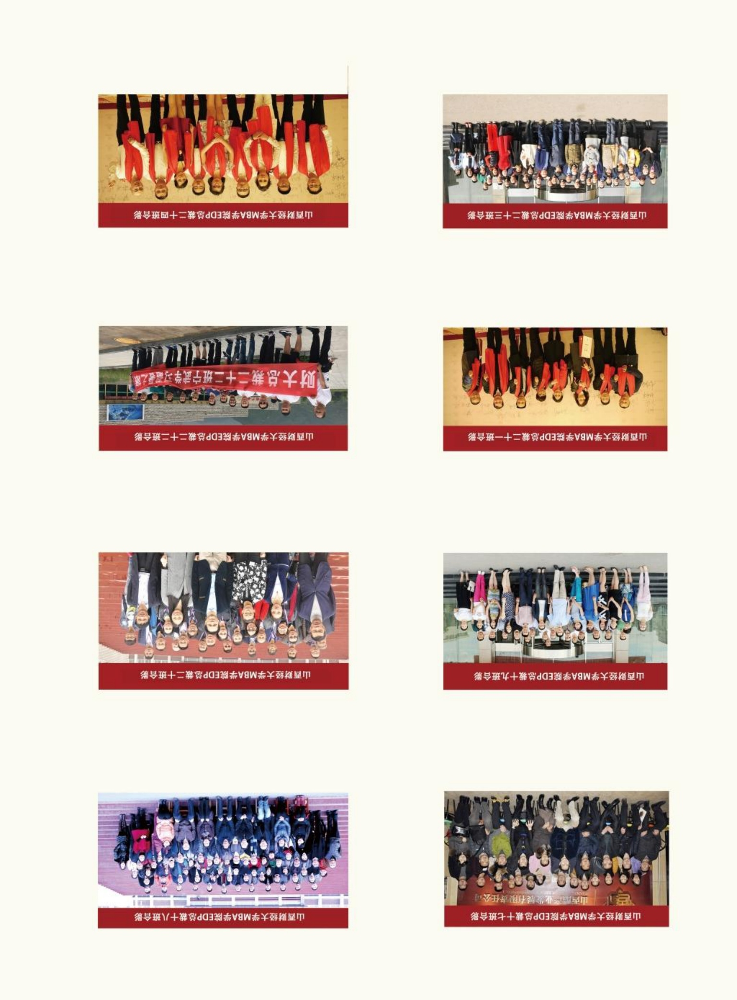 山西财经大学MBA学院EDP总裁十七班合影
山西财经大学MBA学院EDP总裁十八班合影
山西财经大学MBA学院EDP总裁十九班合影
山西财经大学MBA学院EDP总裁二十班合影
山西财经大学MBA学院EDP总裁二十一班合影
财大总裁二十二班宁武学习避暑之旅
山西财经大学MBA学院EDP总裁二十二班合影
山西财经大学MBA学院EDP总裁二十三班合影
山西财经大学MBA学院EDP总裁二十四班合影